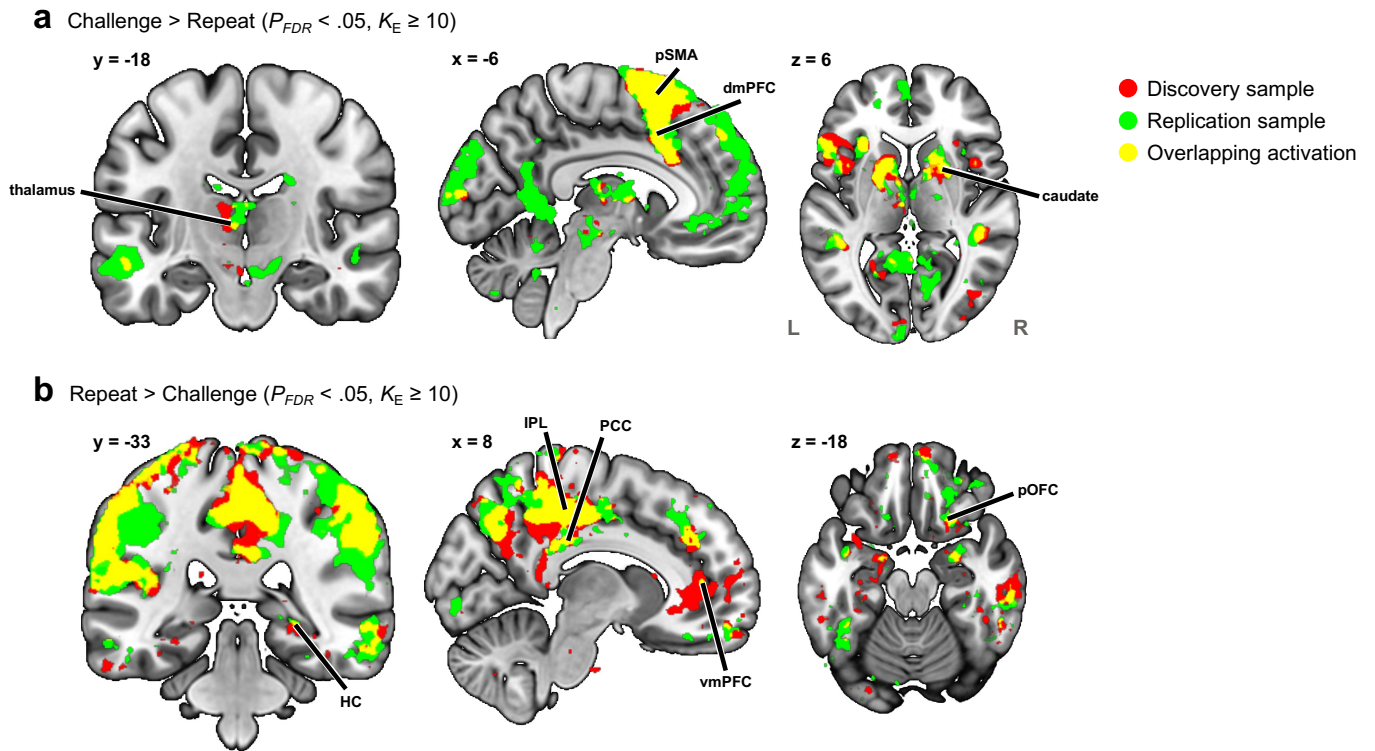 a Challenge > Repeat (P_FDR < .05, K_E ≥ 10)
y = -18
x = -6
z = 6
pSMA
dmPFC
thalamus
caudate
L
R
Discovery sample
Replication sample
Overlapping activation
b Repeat > Challenge (P_FDR < .05, K_E ≥ 10)
y = -33
x = 8
z = -18
IPL
PCC
pOFC
HC
vmPFC